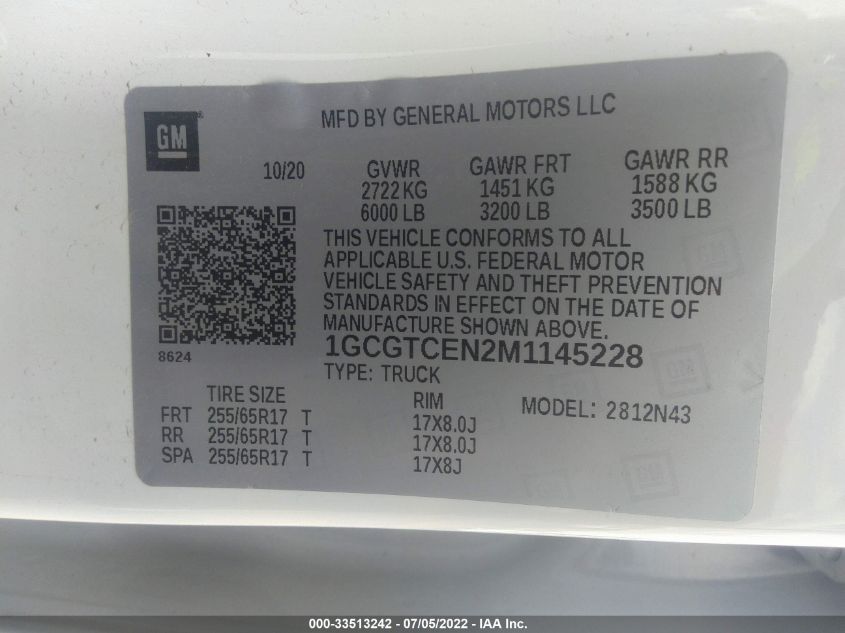 GM
MFD BY GENERAL MOTORS LLC
10/20 GVWR GAWR FRT GAWR RR
2722 KG 1451 KG 1588 KG
6000 LB 3200 LB 3500 LB
THIS VEHICLE CONFORMS TO ALL
APPLICABLE U.S. FEDERAL MOTOR
VEHICLE SAFETY AND THEFT PREVENTION
STANDARDS IN EFFECT ON THE DATE OF
MANUFACTURE SHOWN ABOVE.
8624
1GCGTCEN2M1145228
TYPE: TRUCK
TIRE SIZE RIM MODEL: 2812N43
FRT 255/65R17 T 17X8.0J
RR 255/65R17 T 17X8.0J
SPA 255/65R17 T 17X8J
000-33513242 - 07/05/2022 - IAA Inc.